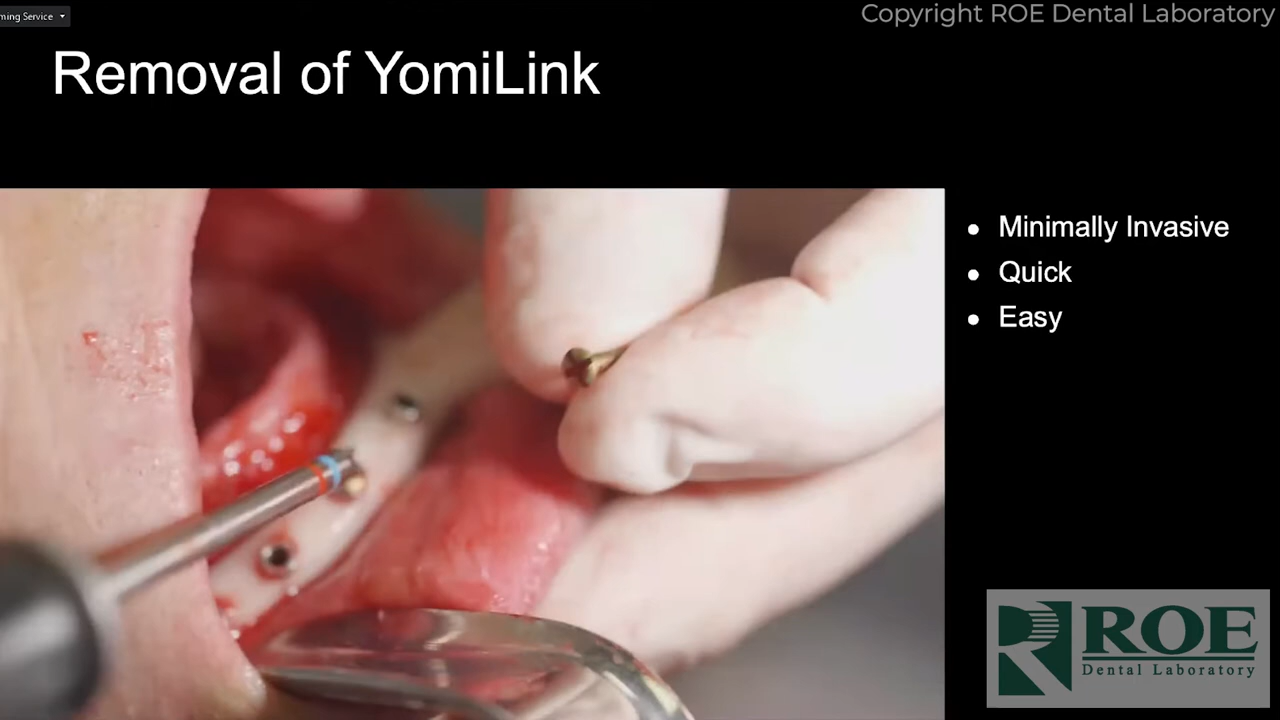 ming Service
Copyright ROE Dental Laboratory
Removal of YomiLink
• Minimally Invasive
• Quick
• Easy
ROE
Dental Laboratory